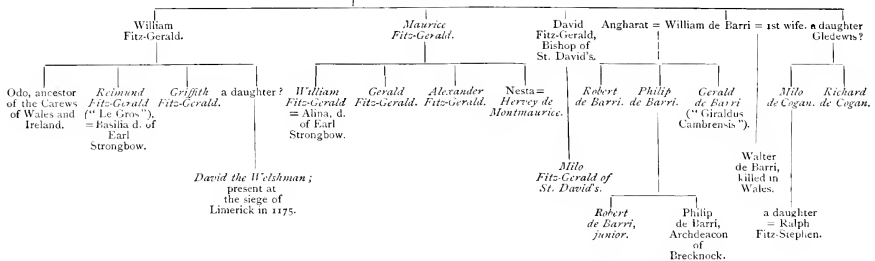 William
Fitz-Gerald.
Maurice
Fitz-Gerald.
David
Fitz-Gerald,
Bishop of
St. David's.
Angharat = William de Barri = 1st wife.
a daughter
Gledewis?
Odo, ancestor
of the Carews
of Wales and
Ireland.
Reimund
Fitz-Gerald
("Le Gros"),
= Basilia d. of
Earl
Strongbow.
Griffith
Fitz-Gerald.
a daughter?
William
Fitz-Gerald
= Alina, d.
of Earl
Strongbow.
Gerald
Fitz-Gerald.
Alexander
Fitz-Gerald.
Nesta =
Hervey de
Montmaurice.
Robert
de Barri.
Philip
de Barri.
Gerald
de Barri
("Giraldus
Cambrensis").
Milo
de Cogan.
Richard
de Cogan.
David the Welshman;
present at
the siege of
Limerick in 1175.
Milo
Fitz-Gerald of
St. David's.
Walter
de Barri,
killed in
Wales.
Robert
de Barri,
junior.
Philip
de Barri,
Archdeacon
of
Brecknock.
a daughter
= Ralph
Fitz-Stephen.